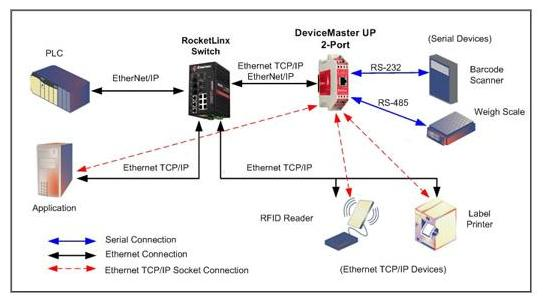 DeviceMaster UP
2-Port
(Serial Devices)
RocketLinx
Switch
PLC
EtherNet/IP
Ethernet TCP/IP
EtherNet/IP
RS-232
Barcode
Scanner
RS-485
Weigh Scale
Ethernet TCP/IP
Ethernet TCP/IP
Application
RFID Reader
Label
Printer
Serial Connection
Ethernet Connection
Ethernet TCP/IP Socket Connection
(Ethernet TCP/IP Devices)